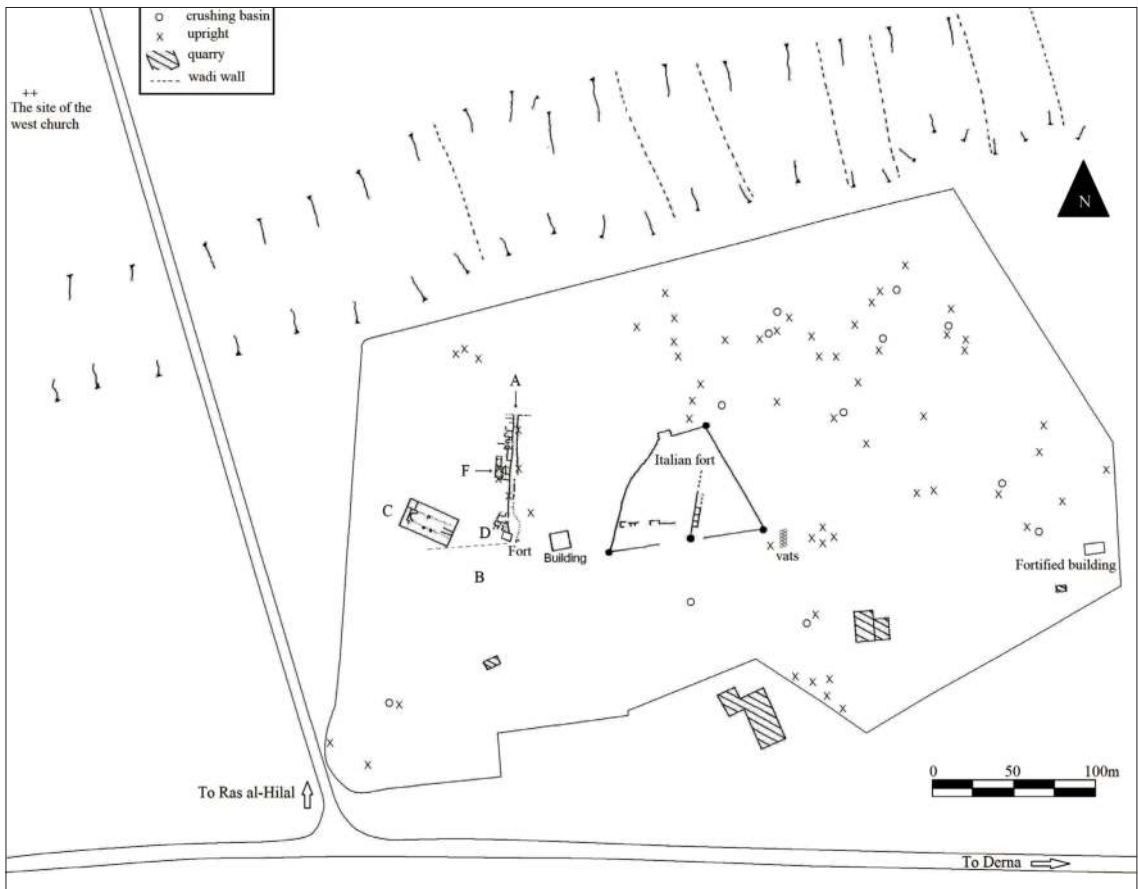 crushing basin
upright
quarry
wadi wall
The site of the
west church
N
A
F
Italian fort
C
D
Fort
Building
vats
B
Fortified building
To Ras al-Hilal
0 50 100m
To Derna